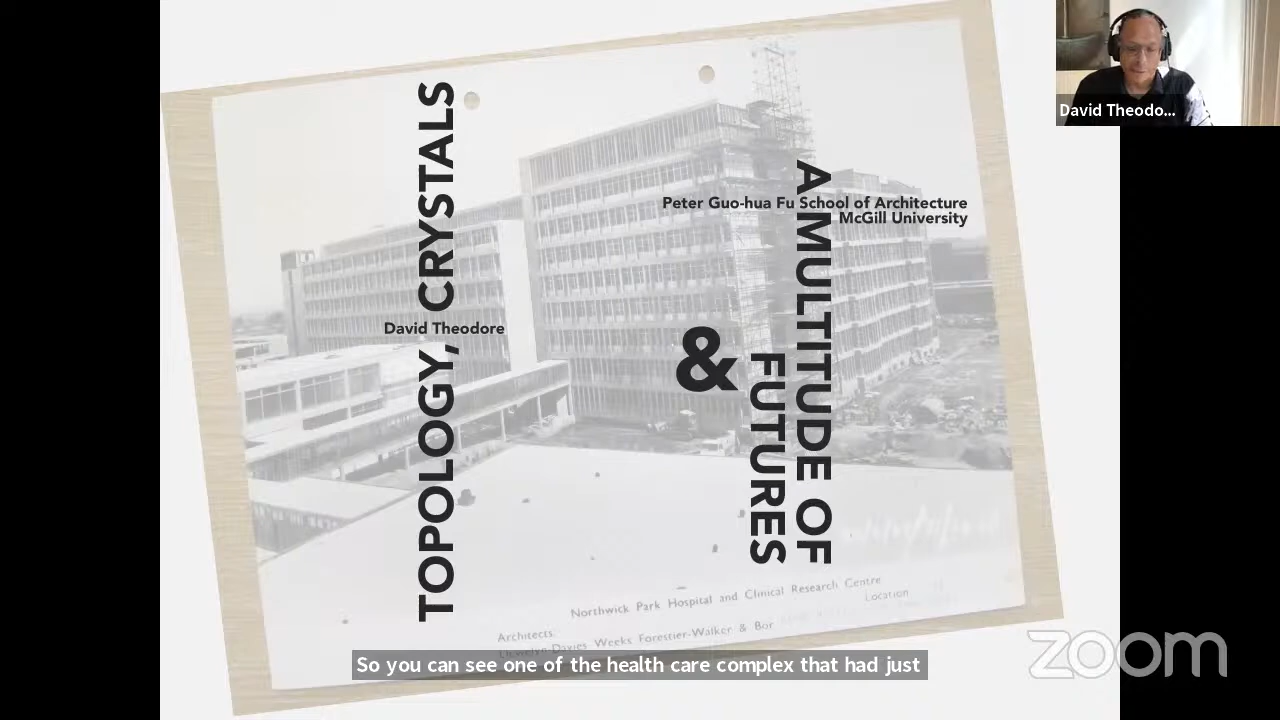 TOPOLOGY, CRYSTALS
&
A MULTITUDE OF
FUTURES
David Theodore
Peter Guo-hua Fu School of Architecture
McGill University
Northwick Park Hospital and Clinical Research Centre
Location
Architects.
Llewelyn-Davies Weeks Forestier-Walker & Bor
So you can see one of the health care complex that had just
David Theodo...
zoom